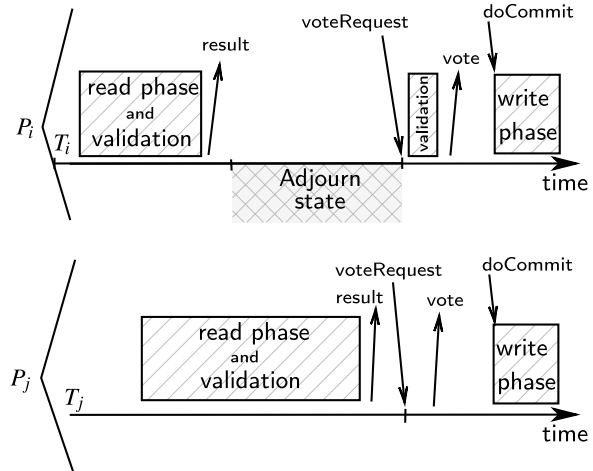 doCommit
voteRequest
result
vote
read phase
and
validation
validation
write
phase
P_i
T_i
Adjourn
state
time
doCommit
voteRequest
result
vote
read phase
and
validation
write
phase
P_j
T_j
time